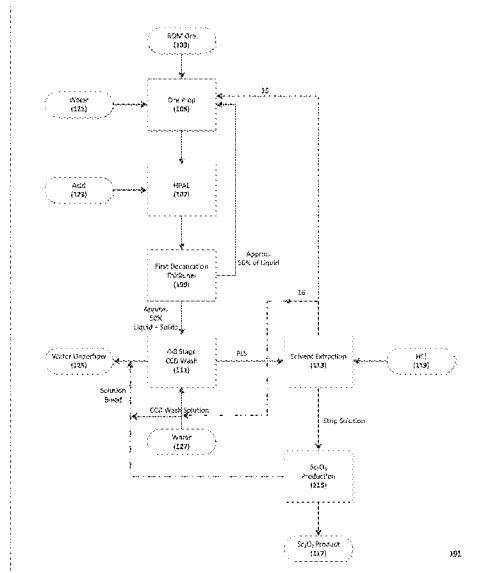 ROM Ore
(103)
16
Water
(121)
Ore Prep
(105)
Acid
(123)
HPAL
(107)
Approx.
50% of Liquid
First Decantation
Thickener
(109)
Approx.
50%
Liquid + Solids
16
Water Underflow
(125)
4-8 Stage
CCD Wash
(111)
PLS
Solvent Extraction
(113)
HCl
(119)
Solution
Bleed
CCD Wash Solution
Strip Solution
Water
(127)
Sc₂O₃
Production
(115)
Sc₂O₃ Product
(117)
101